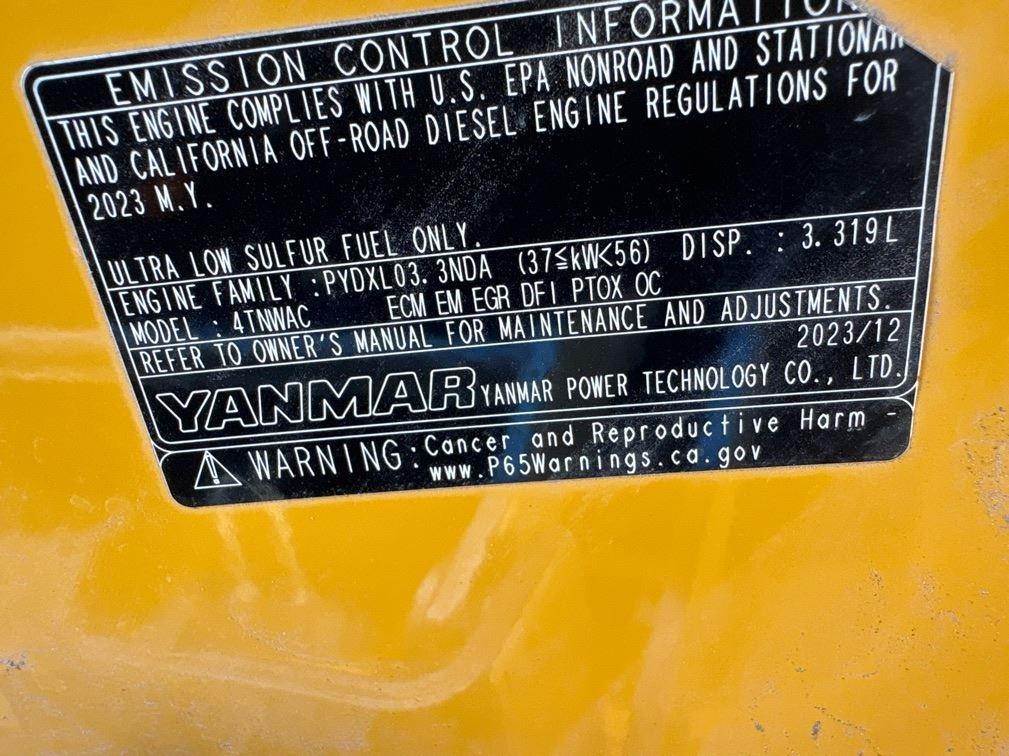 EMISSION CONTROL INFORMATION
THIS ENGINE COMPLIES WITH U.S. EPA NONROAD AND STATIONARY
AND CALIFORNIA OFF-ROAD DIESEL ENGINE REGULATIONS FOR
2023 M.Y.
ULTRA LOW SULFUR FUEL ONLY.
ENGINE FAMILY :PYDXL03.3NDA (37≦kW<56) DISP. : 3.319L
MODEL : 4TNWAC ECM EM EGR DFI PTOX OC
REFER TO OWNER'S MANUAL FOR MAINTENANCE AND ADJUSTMENTS.
2023/12
YANMAR YANMAR POWER TECHNOLOGY CO., LTD.
WARNING:Cancer and Reproductive Harm -
www.P65Warnings.ca.gov